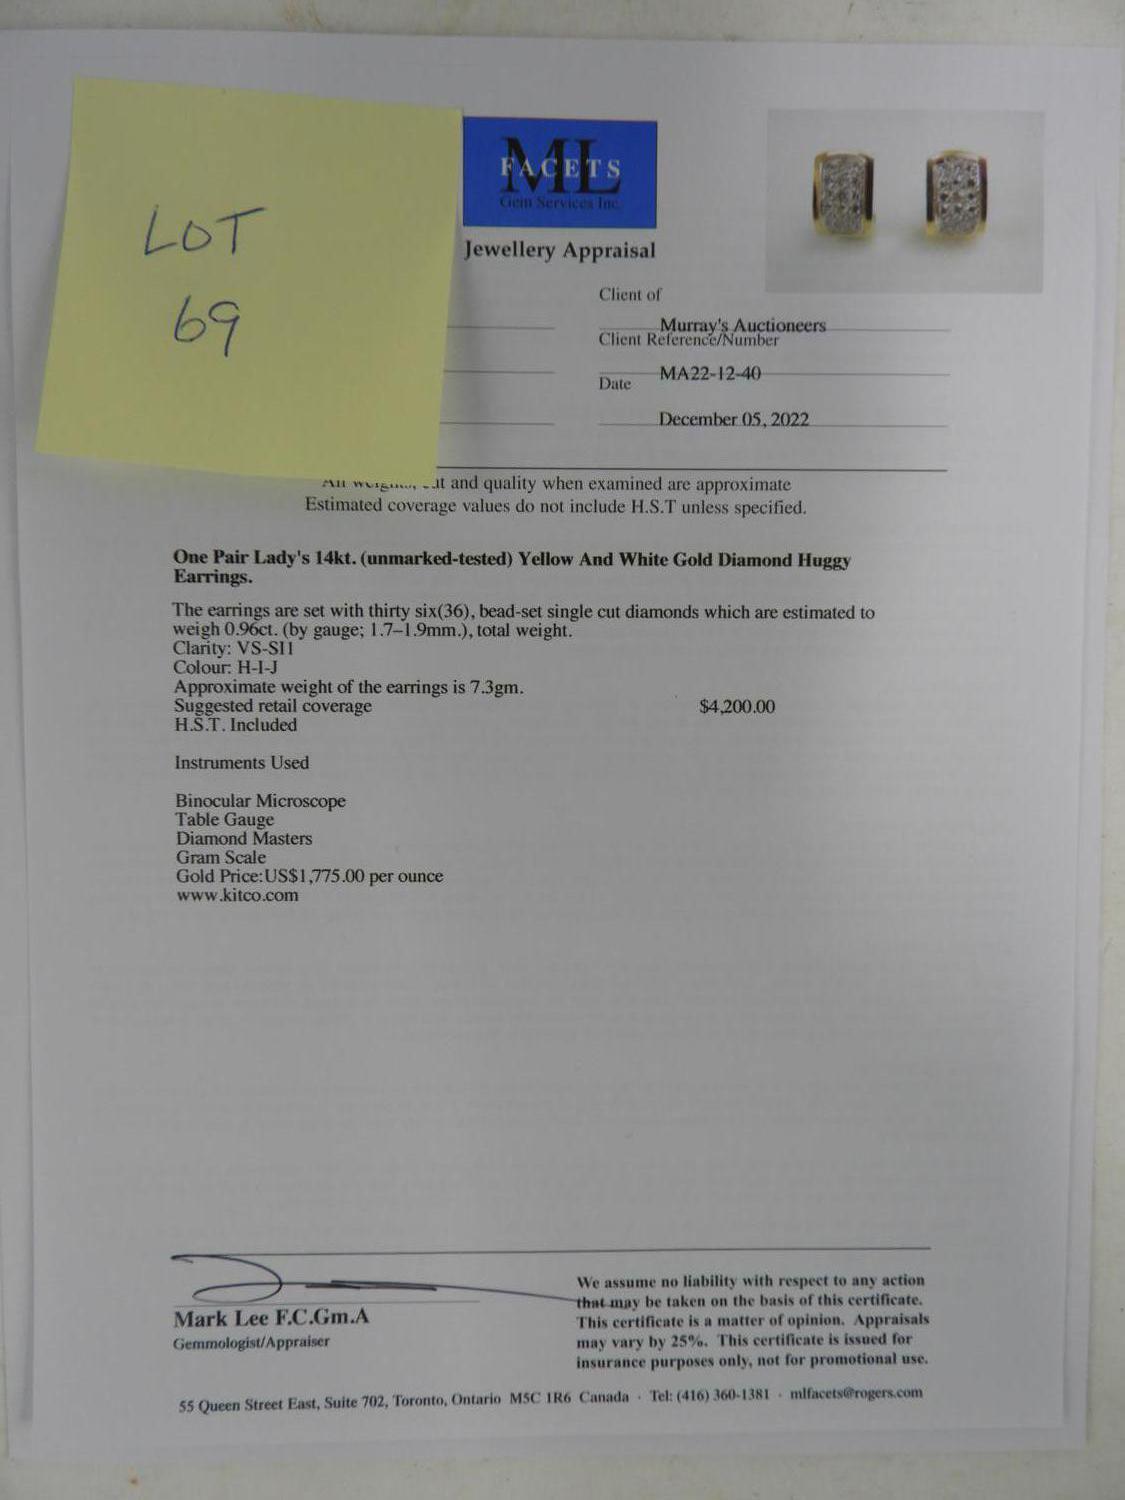 LOT
69
ML
FACETS
Gem Services Inc.
Jewellery Appraisal
Client of
Murray's Auctioneers
Client Reference/Number
MA22-12-40
Date
December 05, 2022
All cut and quality when examined are approximate
Estimated coverage values do not include H.S.T unless specified.
One Pair Lady's 14kt. (unmarked-tested) Yellow And White Gold Diamond Huggy
Earrings.
The earrings are set with thirty six(36), bead-set single cut diamonds which are estimated to
weigh 0.96ct. (by gauge; 1.7–1.9mm.), total weight.
Clarity: VS-SI1
Colour: H-I-J
Approximate weight of the earrings is 7.3gm.
Suggested retail coverage $4,200.00
H.S.T. Included
Instruments Used
Binocular Microscope
Table Gauge
Diamond Masters
Gram Scale
Gold Price:US$1,775.00 per ounce
www.kitco.com
Mark Lee F.C.Gm.A
Gemmologist/Appraiser
We assume no liability with respect to any action
that may be taken on the basis of this certificate.
This certificate is a matter of opinion. Appraisals
may vary by 25%. This certificate is issued for
insurance purposes only, not for promotional use.
55 Queen Street East, Suite 702, Toronto, Ontario M5C 1R6 Canada · Tel: (416) 360-1381 · mlfacets@rogers.com